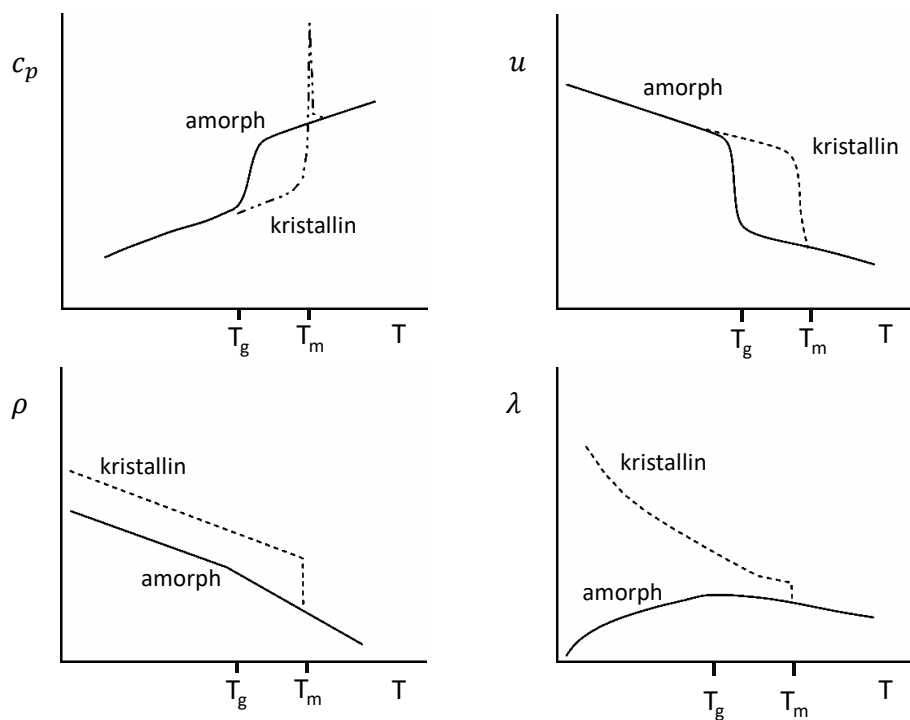 c_p
amorph
kristallin
T_g
T_m
T
u
amorph
kristallin
T_g
T_m
T
ρ
kristallin
amorph
T_g
T_m
T
λ
kristallin
amorph
T_g
T_m
T